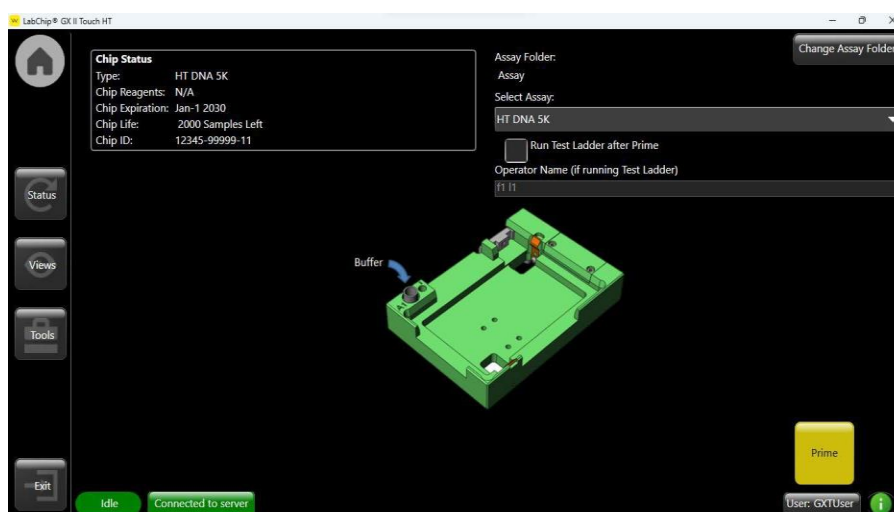 LabChip® GX II Touch HT
Change Assay Folder
Chip Status
Type: HT DNA 5K
Chip Reagents: N/A
Chip Expiration: Jan-1 2030
Chip Life: 2000 Samples Left
Chip ID: 12345-99999-11
Assay Folder:
Assay
Select Assay:
HT DNA 5K
Run Test Ladder after Prime
Operator Name (if running Test Ladder)
f1 l1
Status
Views
Tools
Exit
Buffer
A1
Prime
Idle
Connected to server
User: GXTUser